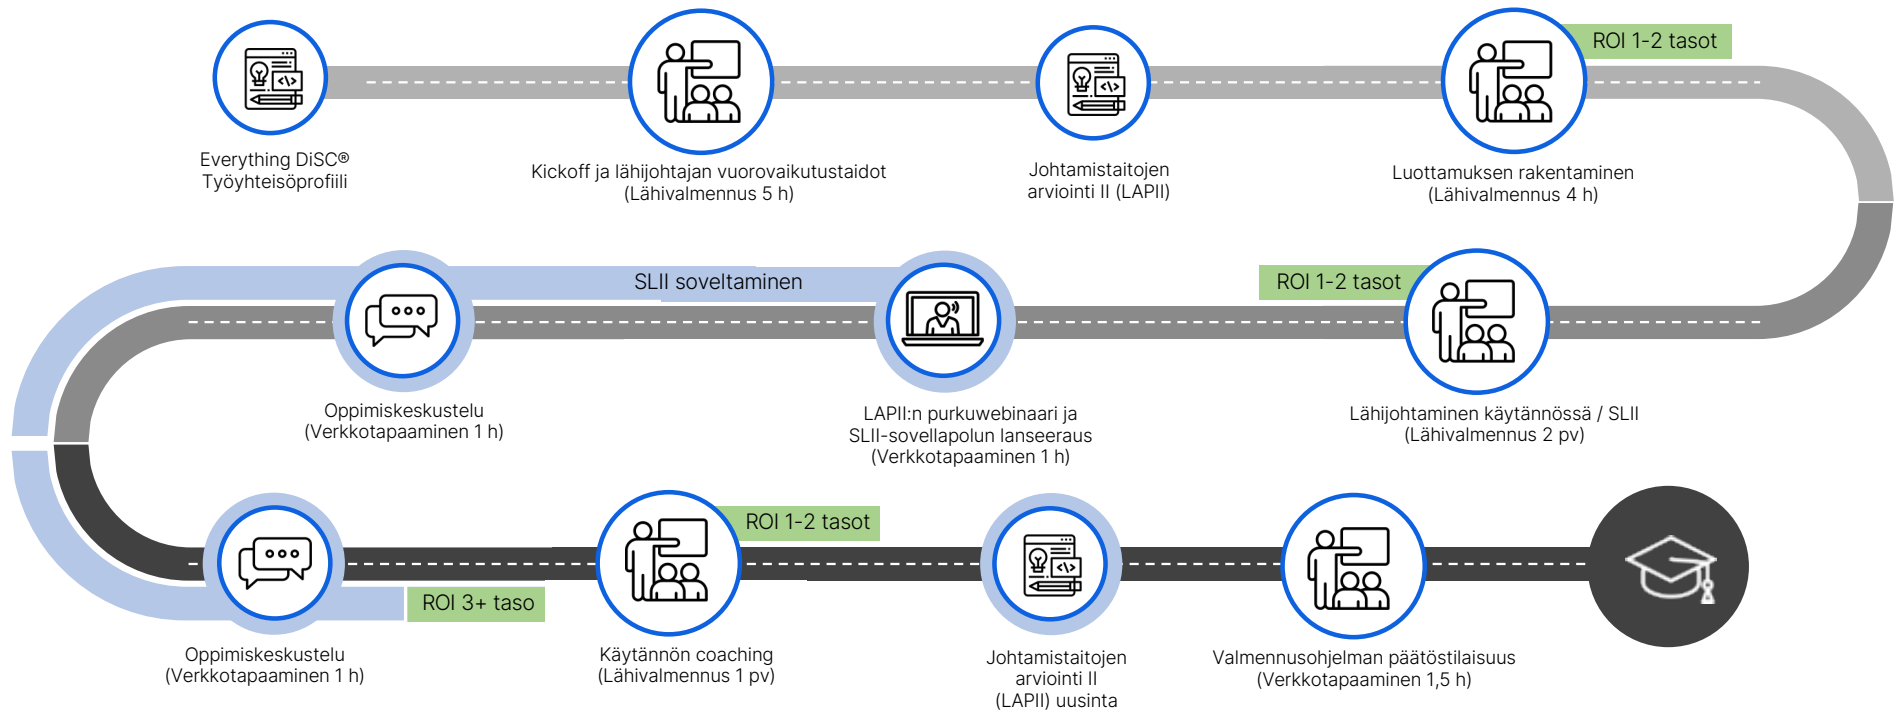 ROI 1-2 tasot
Everything DiSC®
Työyhteisöprofiili
Kickoff ja lähijohtajan vuorovaikutustaidot
(Lähivalmennus 5 h)
Johtamistaitojen
arviointi II (LAPII)
Luottamuksen rakentaminen
(Lähivalmennus 4 h)
SLII soveltaminen
ROI 1-2 tasot
Oppimiskeskustelu
(Verkkotapaaminen 1 h)
LAPII:n purkuwebinaari ja
SLII-sovellapolun lanseeraus
(Verkkotapaaminen 1 h)
Lähijohtaminen käytännössä / SLII
(Lähivalmennus 2 pv)
ROI 3+ taso
ROI 1-2 tasot
Oppimiskeskustelu
(Verkkotapaaminen 1 h)
Käytännön coaching
(Lähivalmennus 1 pv)
Johtamistaitojen
arviointi II
(LAPII) uusinta
Valmennusohjelman päätöstilaisuus
(Verkkotapaaminen 1,5 h)